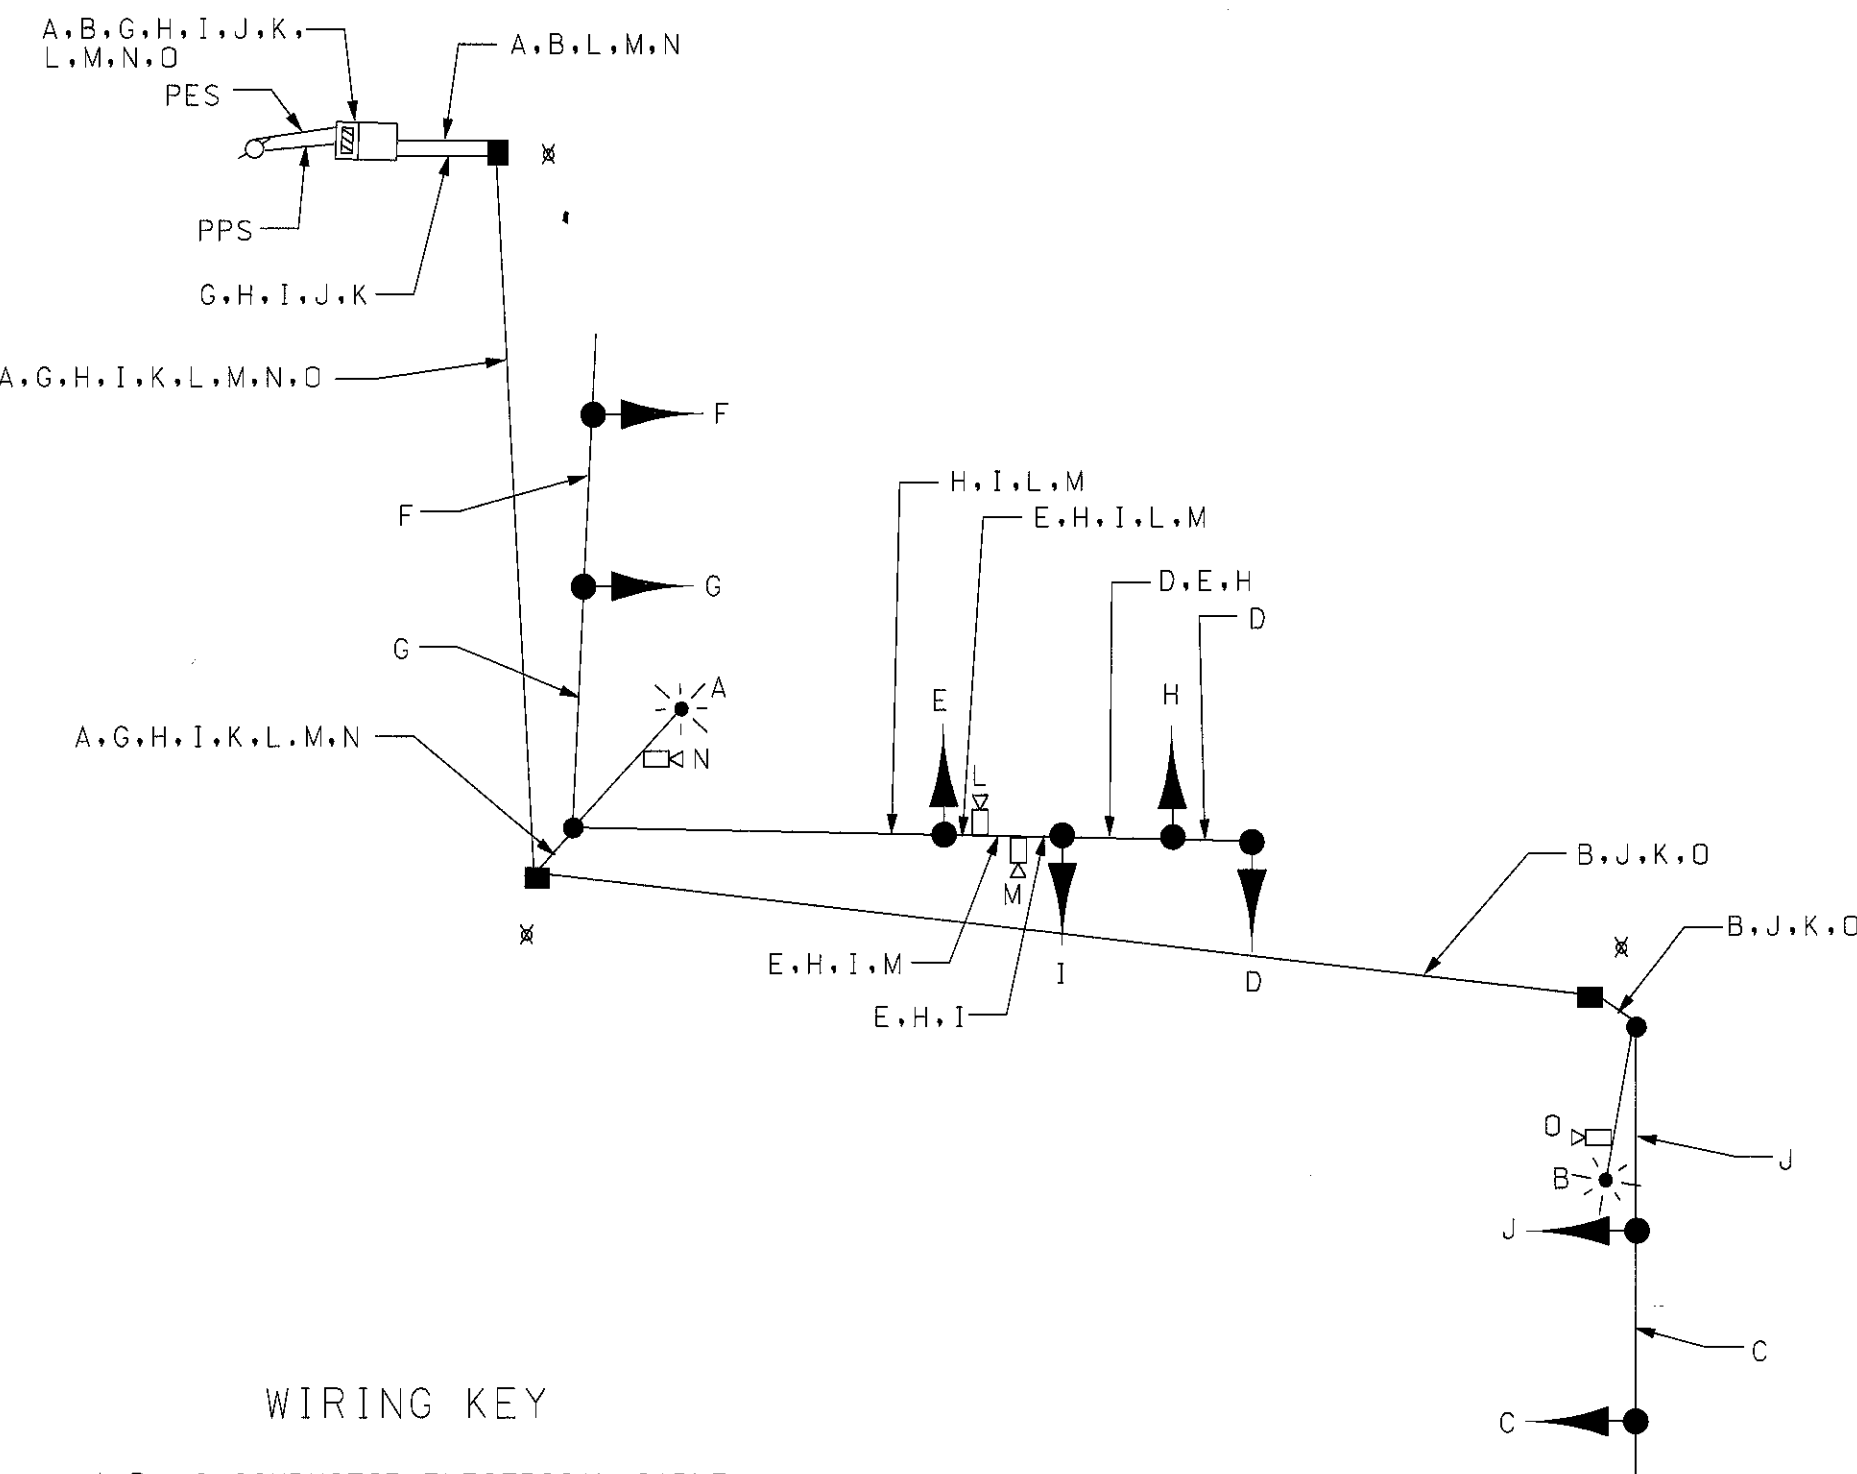 A,B,G,H,I,J,K,
L,M,N,O
A,B,L,M,N
PES
PPS
G,H,I,J,K
A,G,H,I,K,L,M,N,O
F
F
H,I,L,M
E,H,I,L,M
G
D,E,H
D
G
A
E
H
A,G,H,I,K,L.M,N
N
L
B,J,K,O
M
B,J,K,O
E,H,I,M
I
D
E,H,I
O
J
B
J
C
WIRING KEY
C